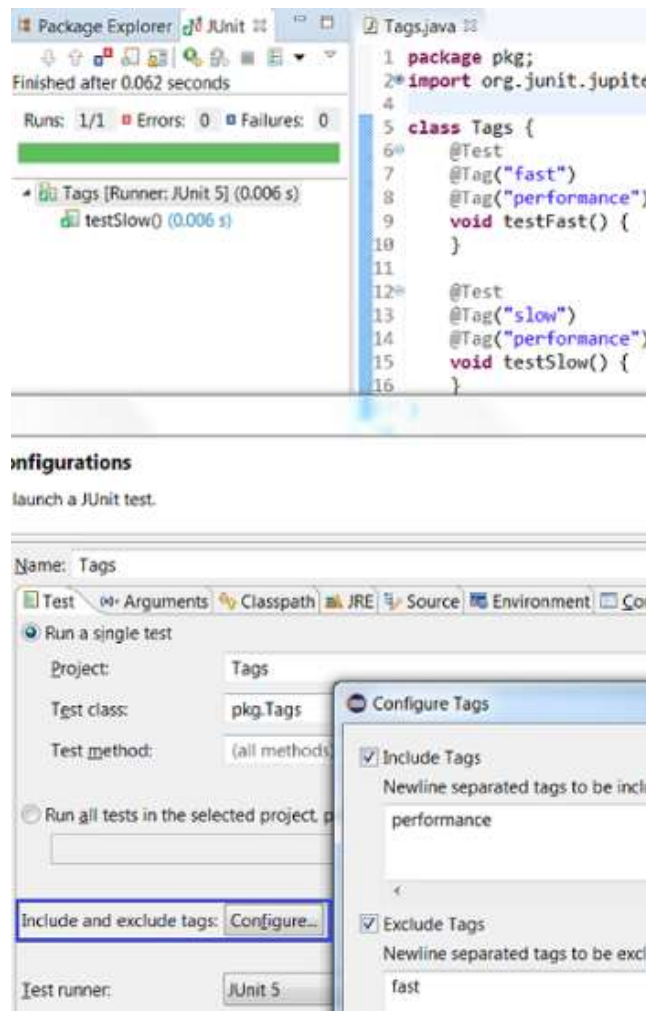 Package Explorer JUnit
Finished after 0.062 seconds
Runs: 1/1 Errors: 0 Failures: 0
Tags [Runner: JUnit 5] (0.006 s)
testSlow() (0.006 s)
Tags.java
1 package pkg;
2 import org.junit.jupite
4
5 class Tags {
6 @Test
7 @Tag("fast")
8 @Tag("performance")
9 void testFast() {
10 }
11
12 @Test
13 @Tag("slow")
14 @Tag("performance")
15 void testSlow() {
16 }
onfigurations
launch a JUnit test.
Name: Tags
Test Arguments Classpath JRE Source Environment Co
Run a single test
Project: Tags
Test class: pkg.Tags
Test method: (all methods)
Run all tests in the selected project, p
Include and exclude tags: Configure...
Test runner: JUnit 5
Configure Tags
Include Tags
Newline separated tags to be incl
performance
Exclude Tags
Newline separated tags to be excl
fast